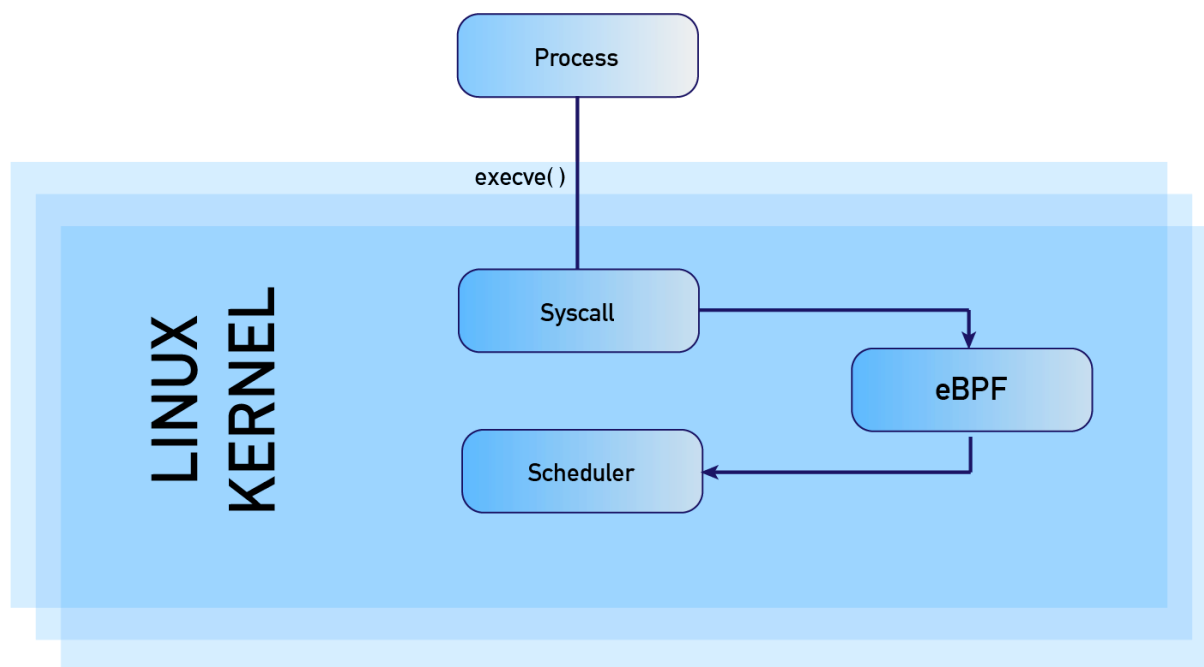 Process
execve( )
LINUX
KERNEL
Syscall
eBPF
Scheduler